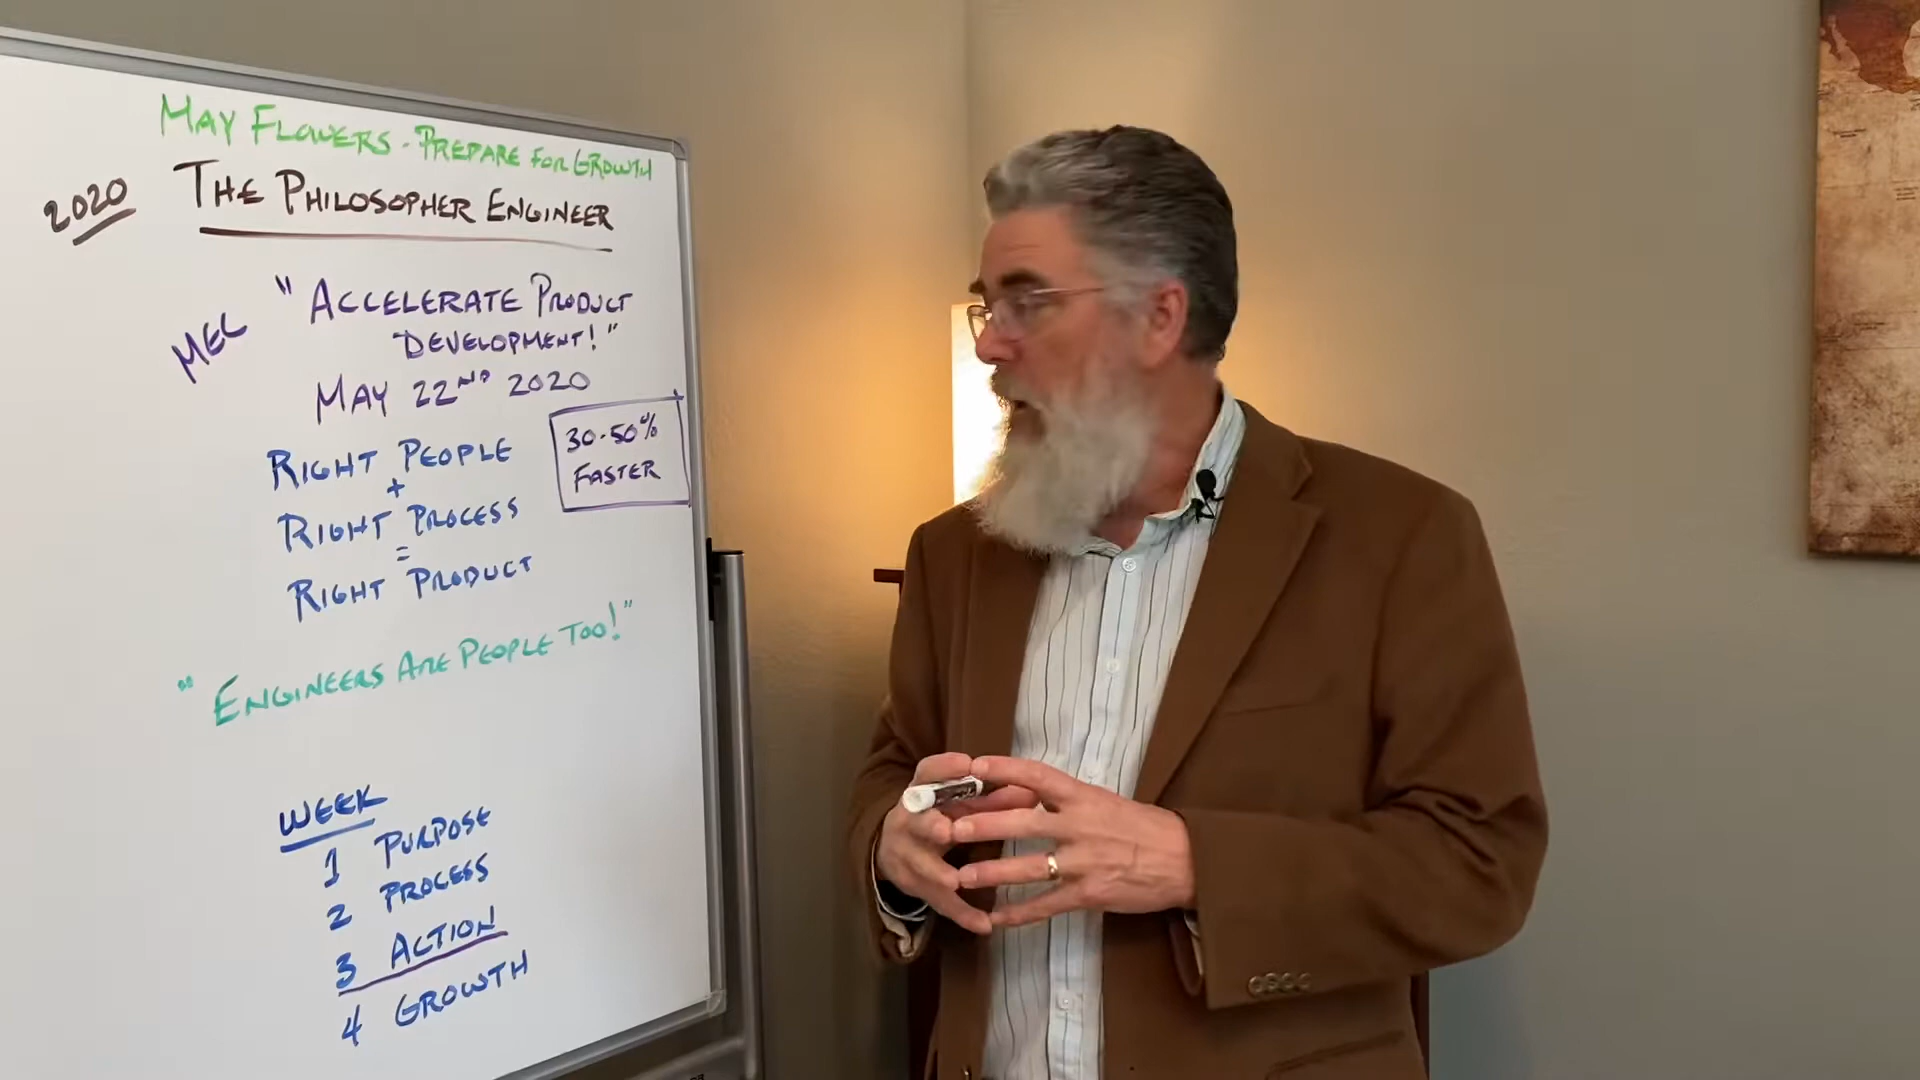 MAY FLOWERS - PREPARE FOR GROWTH
2020 THE PHILOSOPHER ENGINEER
MEC "ACCELERATE PRODUCT
DEVELOPMENT!"
MAY 22ND 2020
30-50%
FASTER
RIGHT PEOPLE
+
RIGHT PROCESS
=
RIGHT PRODUCT
"ENGINEERS ARE PEOPLE TOO!"
WEEK
1 PURPOSE
2 PROCESS
3 ACTION
4 GROWTH